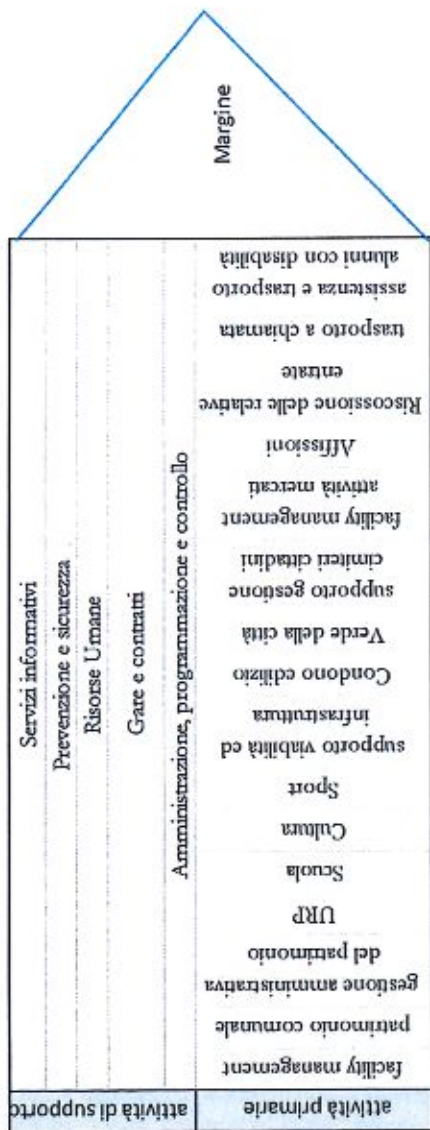 attività di supporto
Servizi informativi
Prevenzione e sicurezza
Risorse Umane
Gare e contratti
Amministrazione, programmazione e controllo
attività primarie
facility management
patrimonio comunale
gestione amministrativa
del patrimonio
URP
Scuola
Cultura
Sport
supporto viabilità ed
infrastruttura
Condono edilizio
Verde della città
supporto gestione
cimiteri cittadini
facility management
attività mercati
Affissioni
Riscossione delle relative
entrate
trasporto a chiamata
assistenza e trasporto
alunni con disabilità
Margine